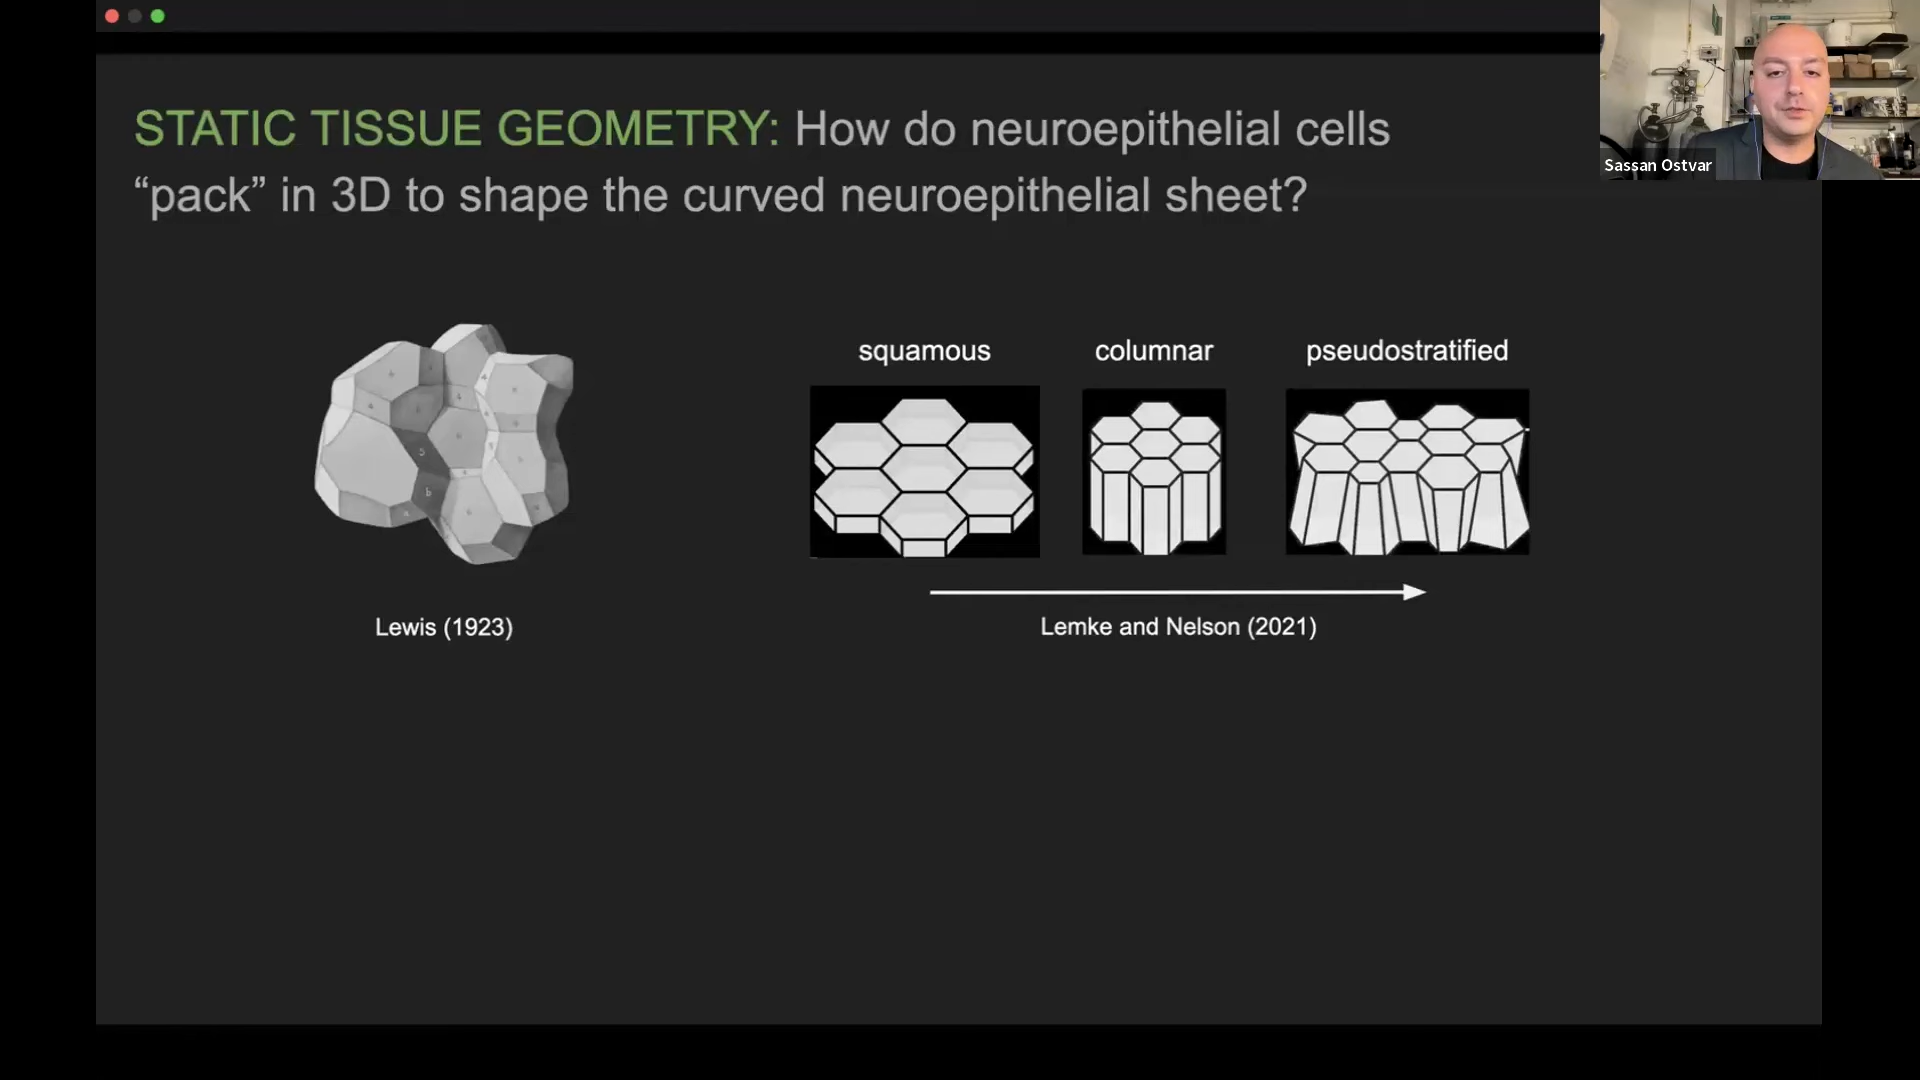 STATIC TISSUE GEOMETRY: How do neuroepithelial cells
“pack” in 3D to shape the curved neuroepithelial sheet?
Sassan Ostvar
squamous
columnar
pseudostratified
Lewis (1923)
Lemke and Nelson (2021)